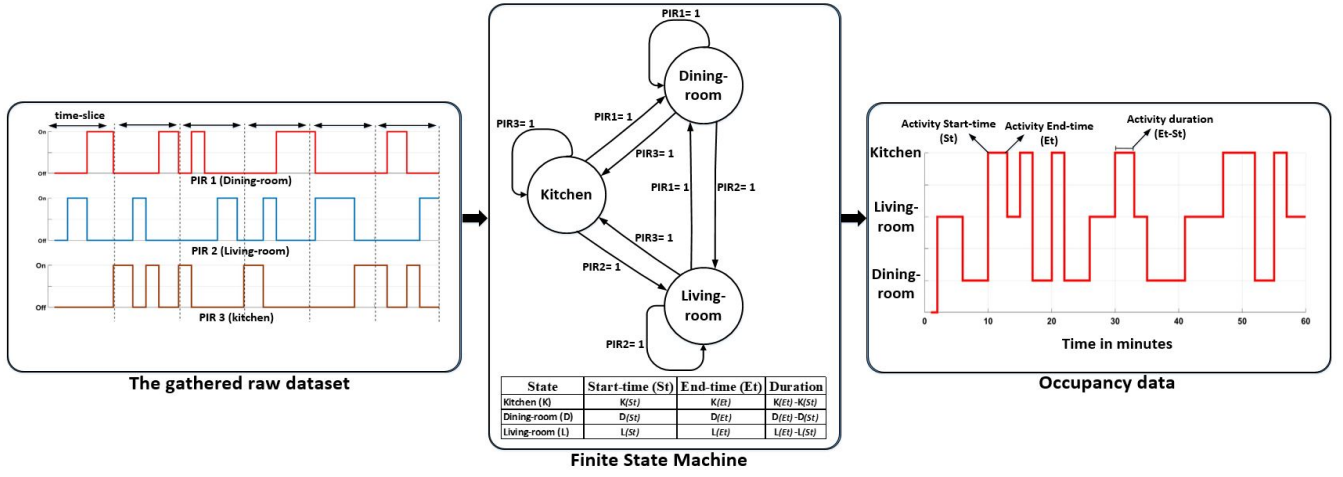 time-slice
On
Off
PIR 1 (Dining-room)
On
Off
PIR 2 (Living-room)
On
Off
PIR 3 (kitchen)
The gathered raw dataset
PIR1= 1
Dining-
room
PIR3= 1
PIR1= 1
PIR3= 1
Kitchen
PIR1= 1
PIR2= 1
PIR3= 1
PIR2= 1
Living-
room
PIR2= 1
State Start-time (St) End-time (Et) Duration
Kitchen (K) K(St) K(Et) K(Et) -K(St)
Dining-room (D) D(St) D(Et) D(Et) -D(St)
Living-room (L) L(St) L(Et) L(Et) -L(St)
Finite State Machine
Activity Start-time
(St)
Activity End-time
(Et)
Activity duration
(Et-St)
Kitchen
Living-
room
Dining-
room
0 10 20 30 40 50 60
Time in minutes
Occupancy data